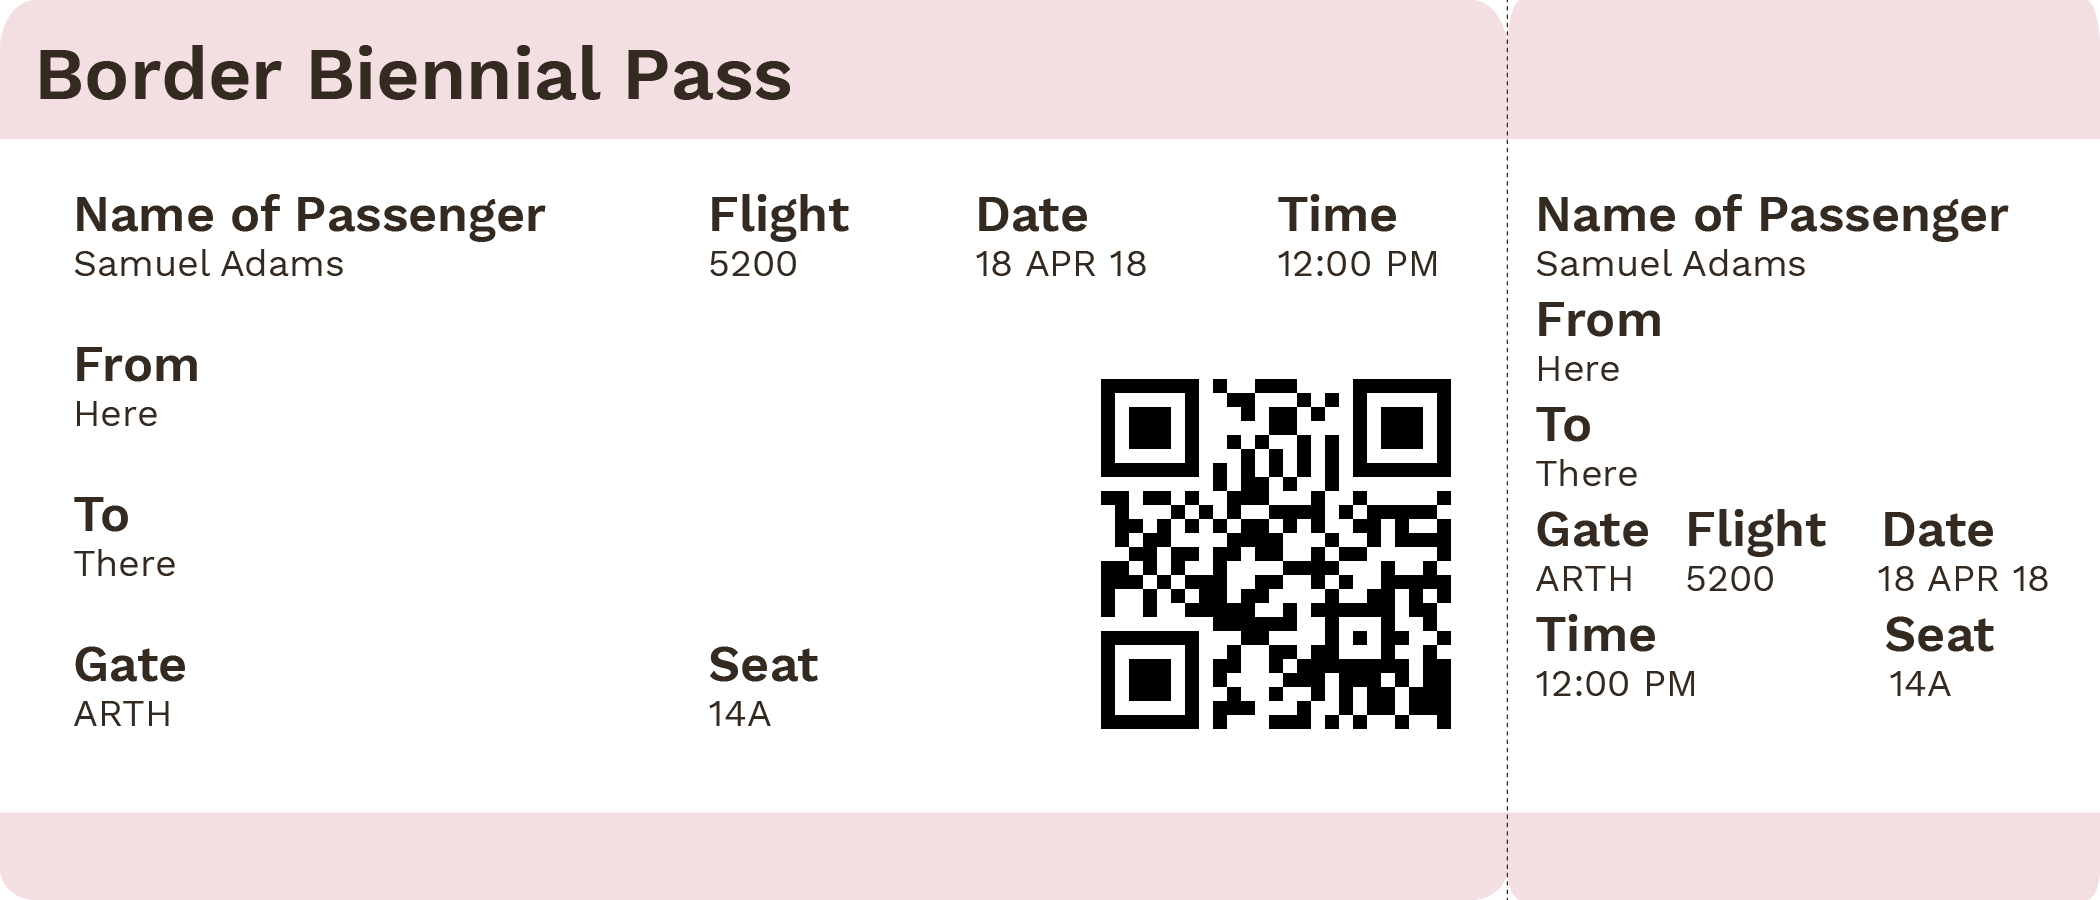 Border Biennial Pass
Name of Passenger Flight Date Time
Samuel Adams 5200 18 APR 18 12:00 PM
From
Here
To
There
Gate Seat
ARTH 14A
Name of Passenger
Samuel Adams
From
Here
To
There
Gate Flight Date
ARTH 5200 18 APR 18
Time Seat
12:00 PM 14A